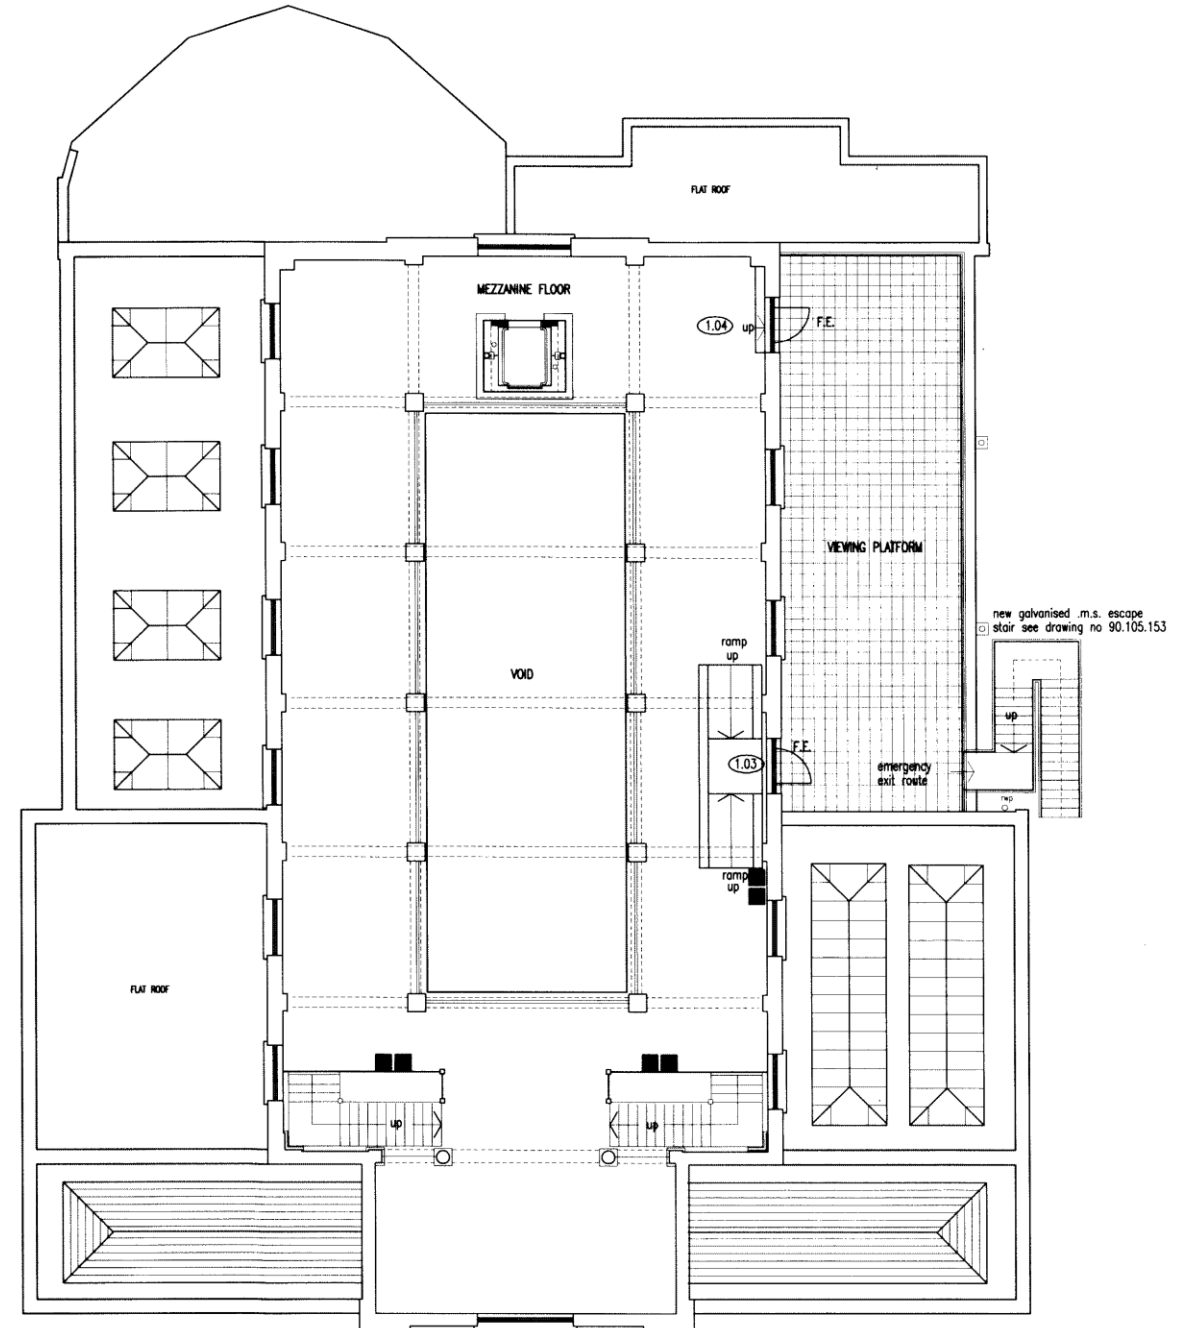 FLAT ROOF
MEZZANINE FLOOR
1.04
up
F.E.
VIEWING PLATFORM
new galvanised .m.s. escape
stair see drawing no 90.105.153
ramp
up
VOID
up
F.E.
1.03
emergency
exit route
rwp
ramp
up
FLAT ROOF
up
up